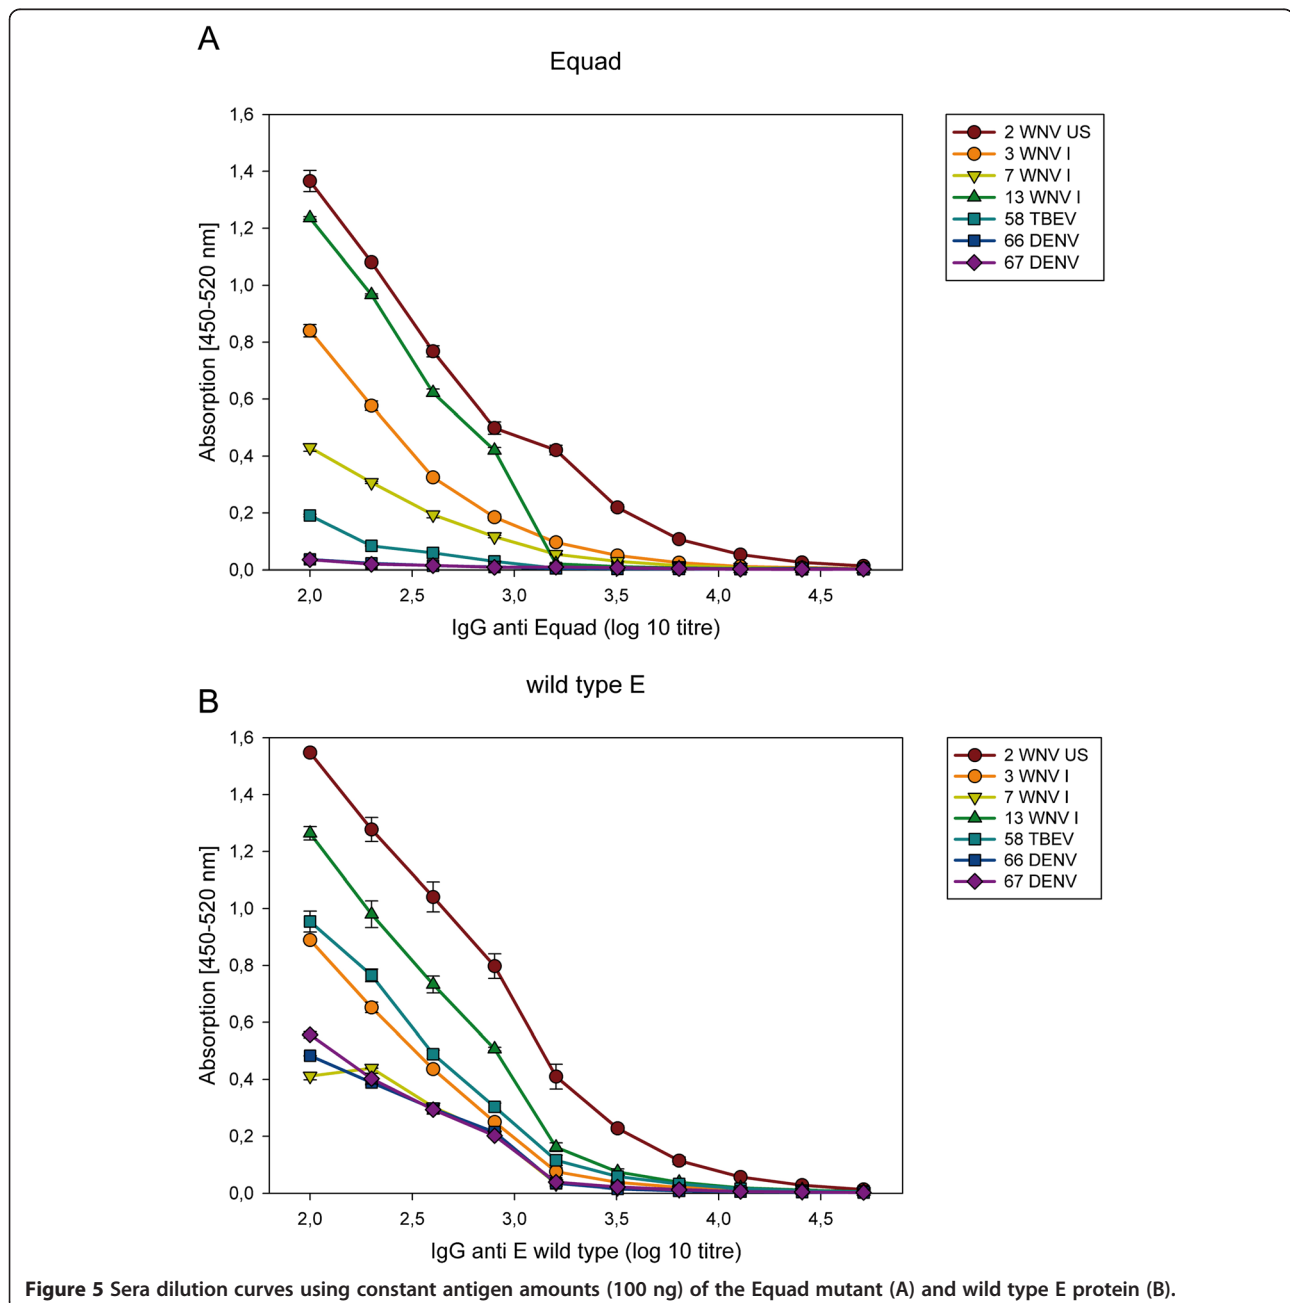 A
Equad
1,6
1,4
1,2
1,0
0,8
0,6
0,4
0,2
0,0
Absorption [450-520 nm]
2,0 2,5 3,0 3,5 4,0 4,5
IgG anti Equad (log 10 titre)
2 WNV US
3 WNV I
7 WNV I
13 WNV I
58 TBEV
66 DENV
67 DENV
B
wild type E
1,6
1,4
1,2
1,0
0,8
0,6
0,4
0,2
0,0
Absorption [450-520 nm]
2,0 2,5 3,0 3,5 4,0 4,5
IgG anti E wild type (log 10 titre)
2 WNV US
3 WNV I
7 WNV I
13 WNV I
58 TBEV
66 DENV
67 DENV
Figure 5 Sera dilution curves using constant antigen amounts (100 ng) of the Equad mutant (A) and wild type E protein (B).